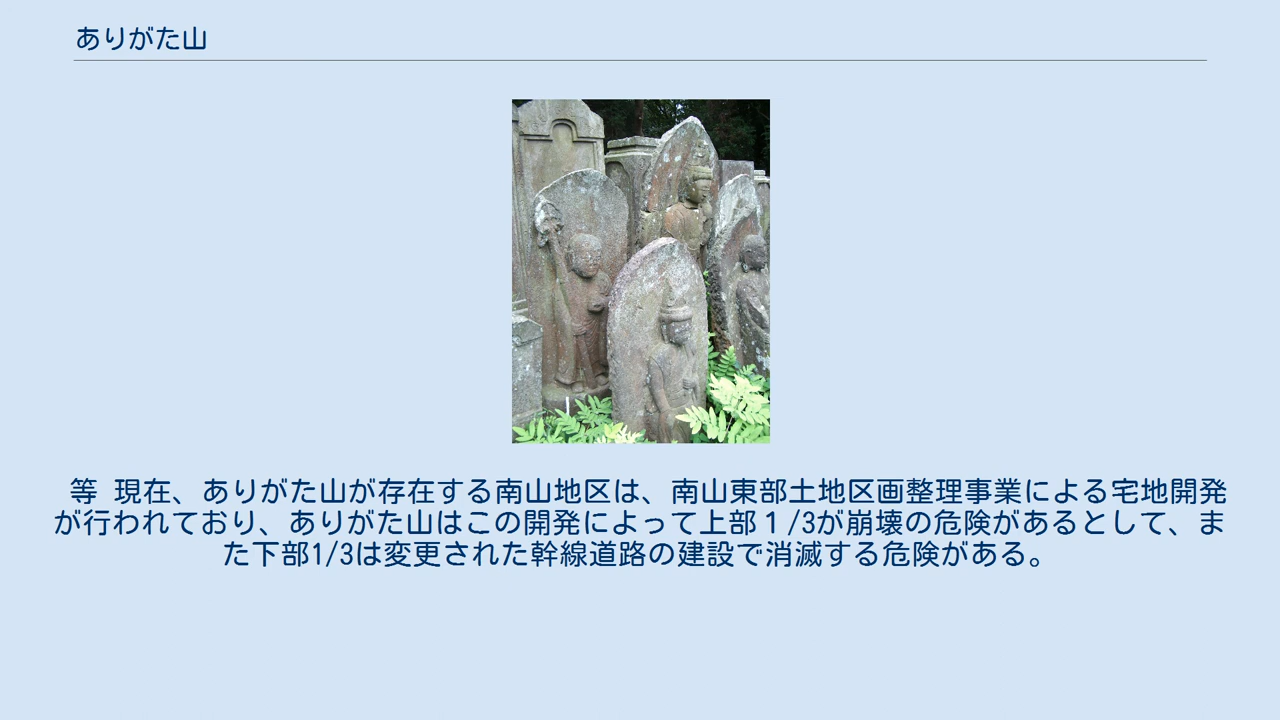 ありがた山
等 現在、ありがた山が存在する南山地区は、南山東部土地区画整理事業による宅地開発
が行われており、ありがた山はこの開発によって上部１/3が崩壊の危険があるとして、ま
た下部1/3は変更された幹線道路の建設で消滅する危険がある。